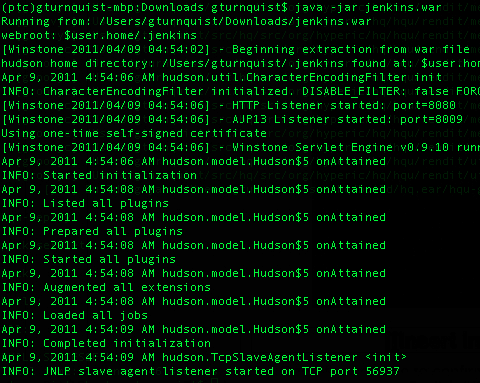 (ptc)gturnquist-mbp:Downloads gturnquist$ java -jar jenkins.war
Running from: /Users/gturnquist/Downloads/jenkins.war
webroot: $user.home/.jenkins
[Winstone 2011/04/09 04:54:02] - Beginning extraction from war file
hudson home directory: /Users/gturnquist/.jenkins found at: $user.hom
Apr 9, 2011 4:54:06 AM hudson.util.CharacterEncodingFilter init
INFO: CharacterEncodingFilter initialized. DISABLE_FILTER: false FORC
[Winstone 2011/04/09 04:54:06] - HTTP Listener started: port=8080
[Winstone 2011/04/09 04:54:06] - AJP13 Listener started: port=8009
Using one-time self-signed certificate
[Winstone 2011/04/09 04:54:06] - Winstone Servlet Engine v0.9.10 runn
Apr 9, 2011 4:54:06 AM hudson.model.Hudson$5 onAttained
INFO: Started initialization
Apr 9, 2011 4:54:08 AM hudson.model.Hudson$5 onAttained
INFO: Listed all plugins
Apr 9, 2011 4:54:08 AM hudson.model.Hudson$5 onAttained
INFO: Prepared all plugins
Apr 9, 2011 4:54:08 AM hudson.model.Hudson$5 onAttained
INFO: Started all plugins
Apr 9, 2011 4:54:08 AM hudson.model.Hudson$5 onAttained
INFO: Augmented all extensions
Apr 9, 2011 4:54:08 AM hudson.model.Hudson$5 onAttained
INFO: Loaded all jobs
Apr 9, 2011 4:54:09 AM hudson.model.Hudson$5 onAttained
INFO: Completed initialization
Apr 9, 2011 4:54:09 AM hudson.TcpSlaveAgentListener <init>
INFO: JNLP slave agent listener started on TCP port 56937